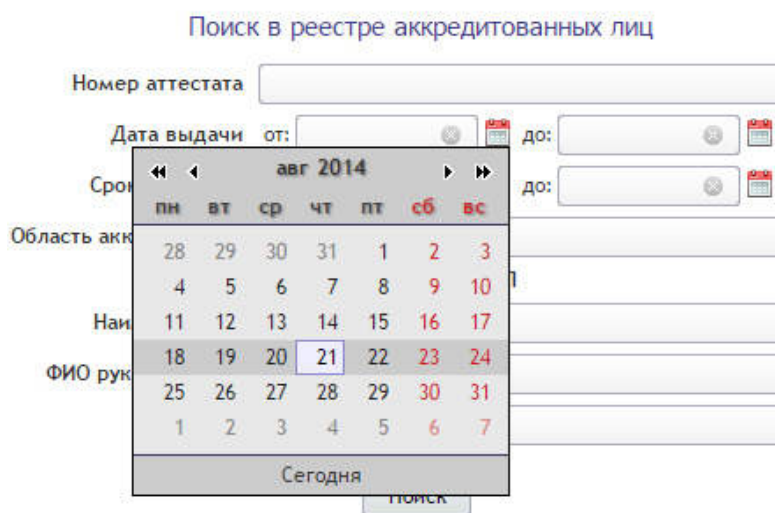 Поиск в реестре аккредитованных лиц
Номер аттестата
Дата выдачи от: до:
авг 2014
Срок до:
пн вт ср чт пт сб вс
Область акк
28 29 30 31 1 2 3
4 5 6 7 8 9 10
11 12 13 14 15 16 17
18 19 20 21 22 23 24
ФИО рук
25 26 27 28 29 30 31
1 2 3 4 5 6 7
Сегодня
Поиск